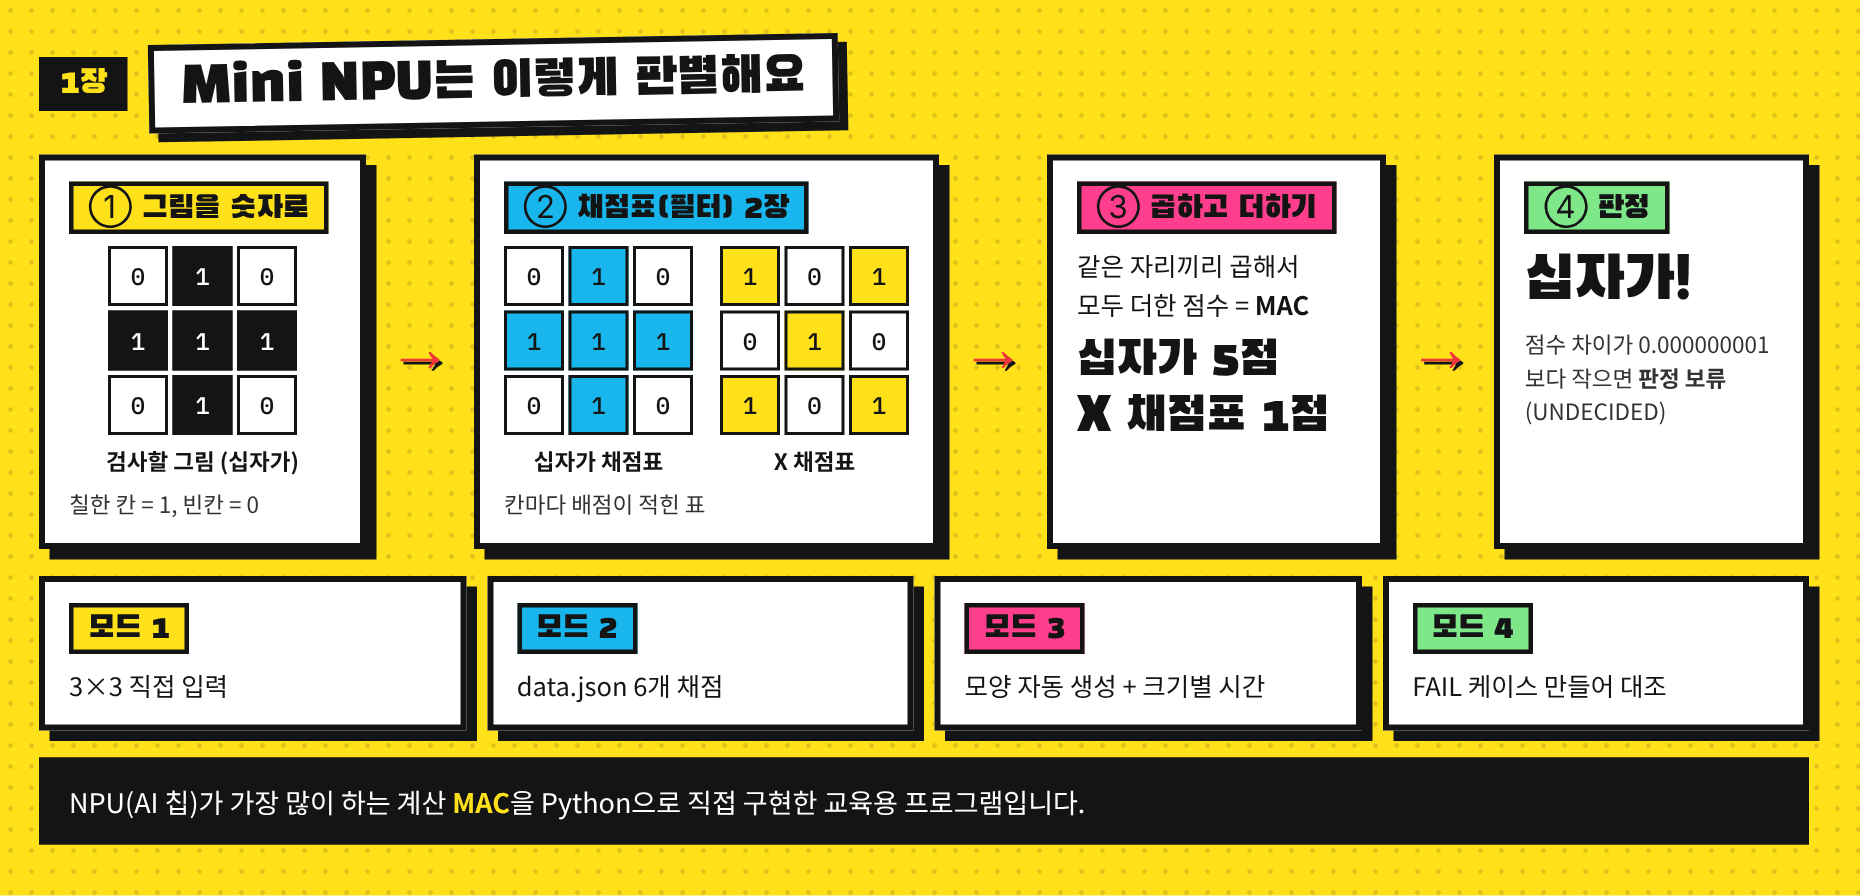 1장
Mini NPU는 이렇게 판별해요
① 그림을 숫자로
0 1 0
1 1 1
0 1 0
검사할 그림 (십자가)
칠한 칸 = 1, 빈칸 = 0
→
② 채점표(필터) 2장
0 1 0
1 1 1
0 1 0
십자가 채점표
1 0 1
0 1 0
1 0 1
X 채점표
칸마다 배점이 적힌 표
→
③ 곱하고 더하기
같은 자리끼리 곱해서
모두 더한 점수 = MAC
십자가 5점
X 채점표 1점
→
④ 판정
십자가!
점수 차이가 0.000000001
보다 작으면 판정 보류
(UNDECIDED)
모드 1
3×3 직접 입력
모드 2
data.json 6개 채점
모드 3
모양 자동 생성 + 크기별 시간
모드 4
FAIL 케이스 만들어 대조
NPU(AI 칩)가 가장 많이 하는 계산 MAC을 Python으로 직접 구현한 교육용 프로그램입니다.